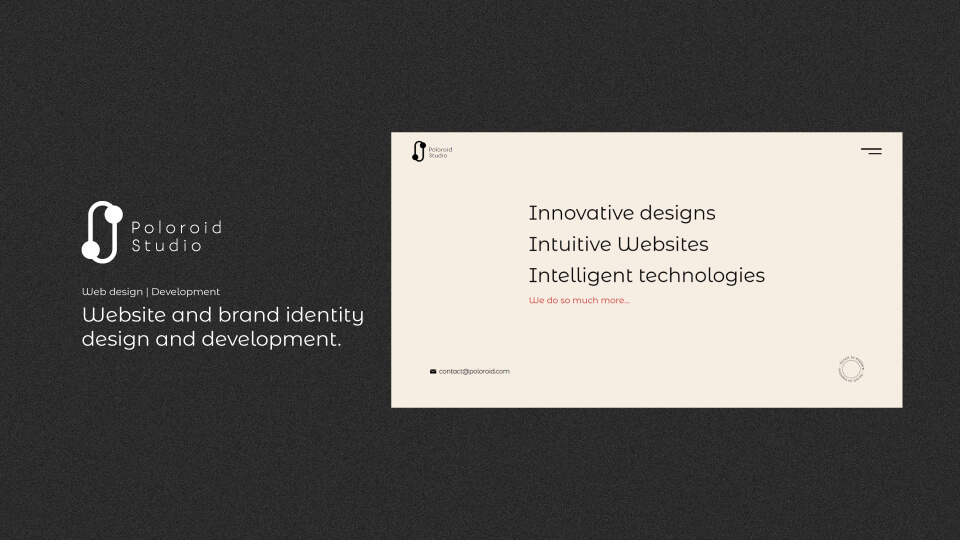 Poloroid
Studio
Web design | Development
Website and brand identity
design and development.
Poloroid
Studio
Innovative designs
Intuitive Websites
Intelligent technologies
We do so much more...
contact@poloroid.com